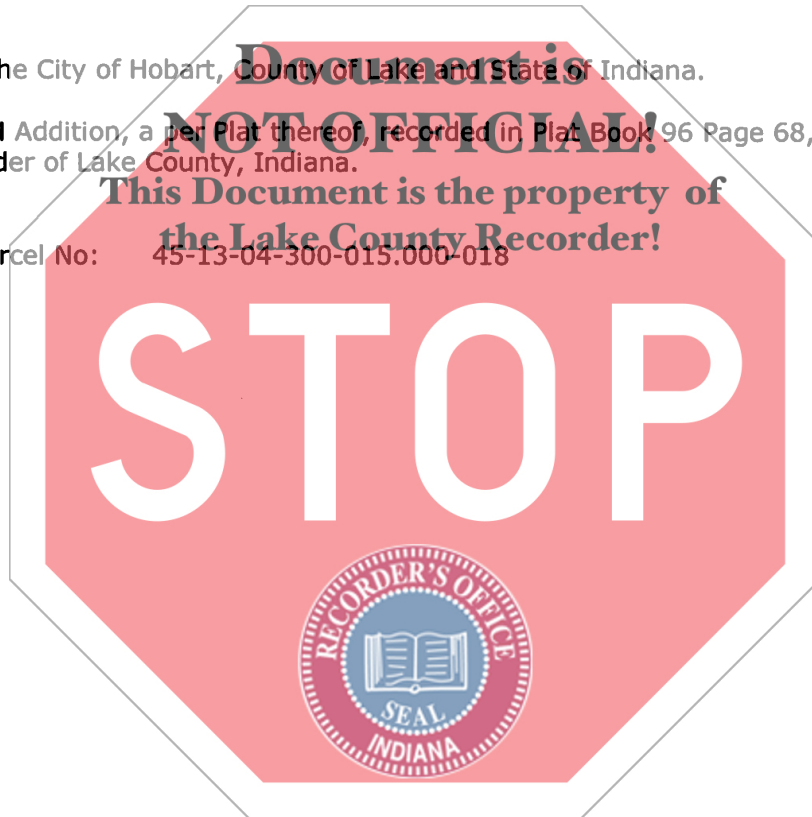 he City of Hobart, County of Lake and State of Indiana.
Document is
l Addition, a per Plat thereof, recorded in Plat Book 96 Page 68,
NOT OFFICIAL!
der of Lake County, Indiana.
This Document is the property of
the Lake County Recorder!
rcel No: 45-13-04-300-015.000-018
STOP
RECORDER'S OFFICE
SEAL
INDIANA